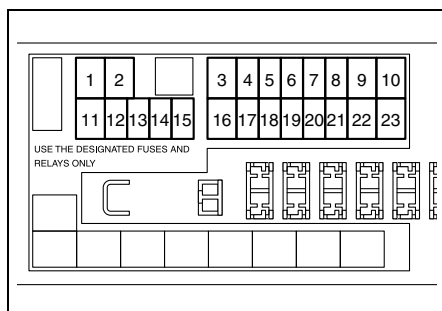 1 2 3 4 5 6 7 8 9 10
11 12 13 14 15 16 17 18 19 20 21 22 23
USE THE DESIGNATED FUSES AND
RELAYS ONLY